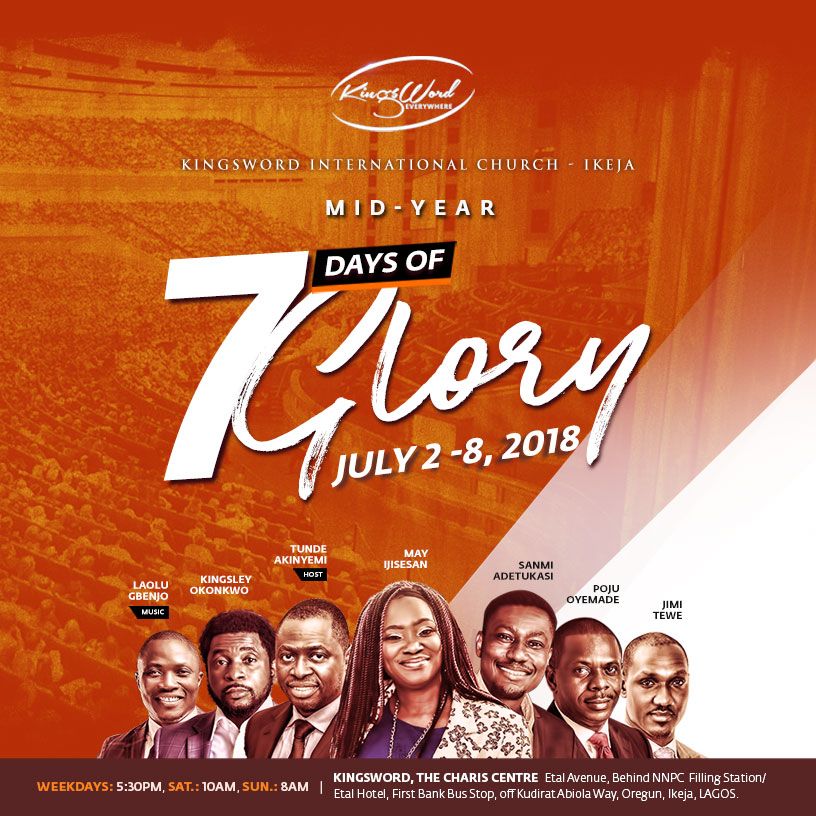 KingsWord
EVERYWHERE
KINGSWORD INTERNATIONAL CHURCH - IKEJA
MID-YEAR
7 DAYS OF
Glory
JULY 2 -8, 2018
LAOLU
GBENJO
MUSIC
KINGSLEY
OKONKWO
TUNDE
AKINYEMI
HOST
MAY
IJISESAN
SANMI
ADETUKASI
POJU
OYEMADE
JIMI
TEWE
WEEKDAYS: 5:30PM, SAT.: 10AM, SUN.: 8AM |
KINGSWORD, THE CHARIS CENTRE Etal Avenue, Behind NNPC Filling Station/
Etal Hotel, First Bank Bus Stop, off Kudirat Abiola Way, Oregun, Ikeja, LAGOS.